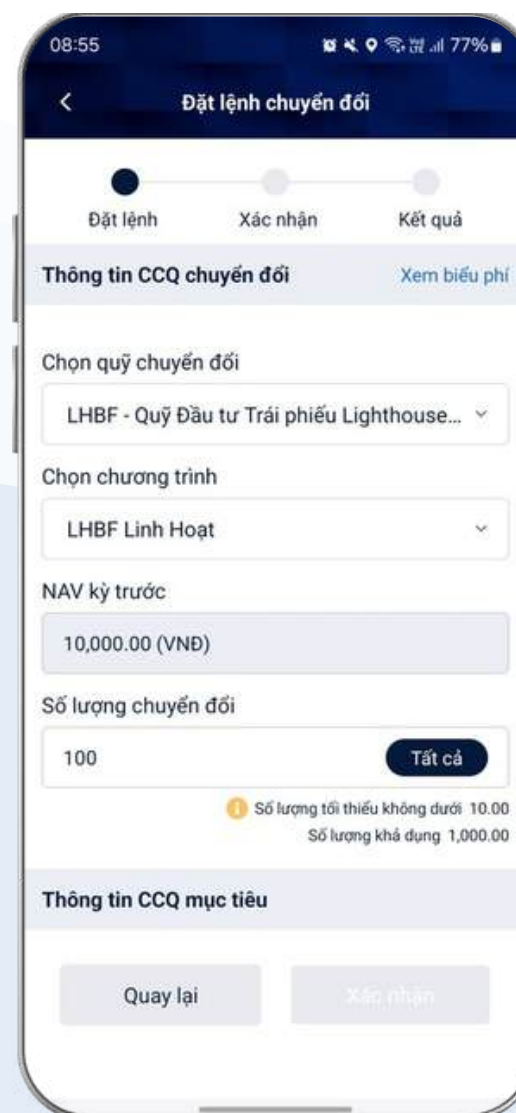 08:55 77%
Đặt lệnh chuyển đổi
Đặt lệnh Xác nhận Kết quả
Thông tin CCQ chuyển đổi Xem biểu phí
Chọn quỹ chuyển đổi
LHBF - Quỹ Đầu tư Trái phiếu Lighthouse...
Chọn chương trình
LHBF Linh Hoạt
NAV kỳ trước
10,000.00 (VNĐ)
Số lượng chuyển đổi
100 Tất cả
Số lượng tối thiểu không dưới 10.00
Số lượng khả dụng 1,000.00
Thông tin CCQ mục tiêu
Quay lại Xác nhận